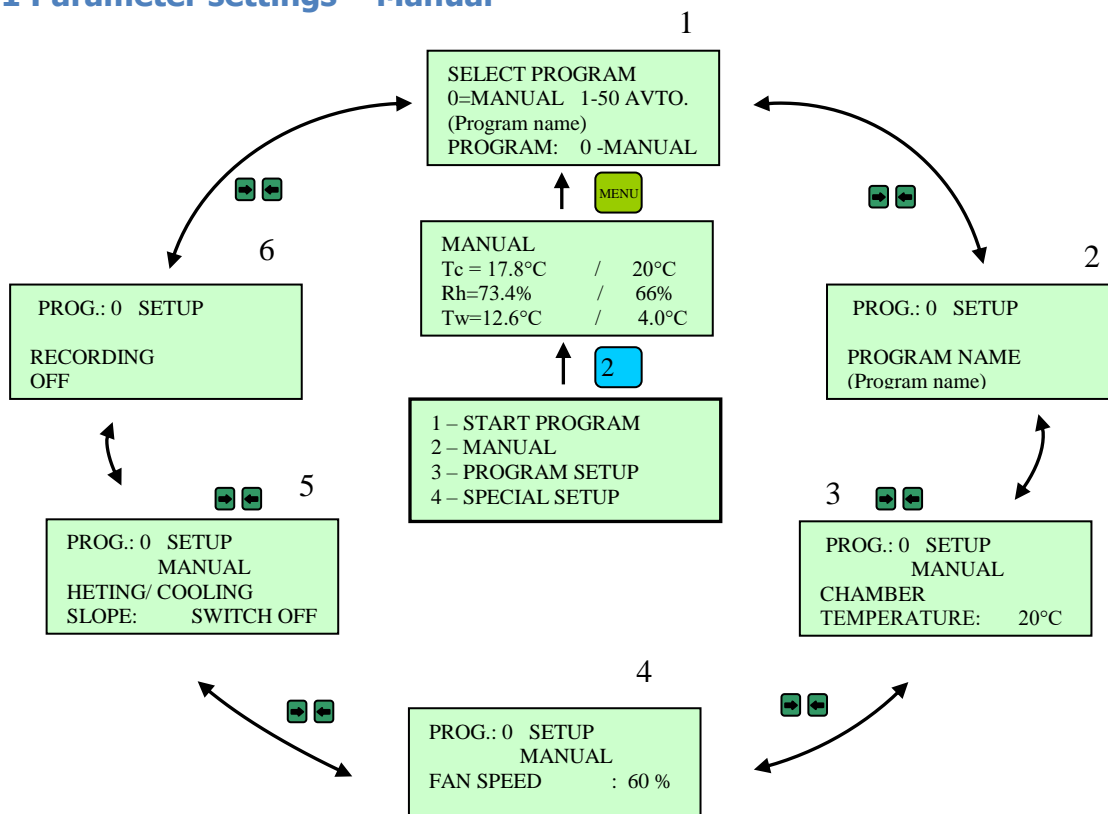 1 Parameter settings – Manual
1
SELECT PROGRAM
0=MANUAL 1-50 AVTO.
(Program name)
PROGRAM: 0 -MANUAL
MENU
MANUAL
Tc = 17.8°C / 20°C
Rh=73.4% / 66%
Tw=12.6°C / 4.0°C
2
1 – START PROGRAM
2 – MANUAL
3 – PROGRAM SETUP
4 – SPECIAL SETUP
2
PROG.: 0 SETUP
PROGRAM NAME
(Program name)
3
PROG.: 0 SETUP
MANUAL
CHAMBER
TEMPERATURE: 20°C
4
PROG.: 0 SETUP
MANUAL
FAN SPEED : 60 %
5
PROG.: 0 SETUP
MANUAL
HETING/ COOLING
SLOPE: SWITCH OFF
6
PROG.: 0 SETUP
RECORDING
OFF